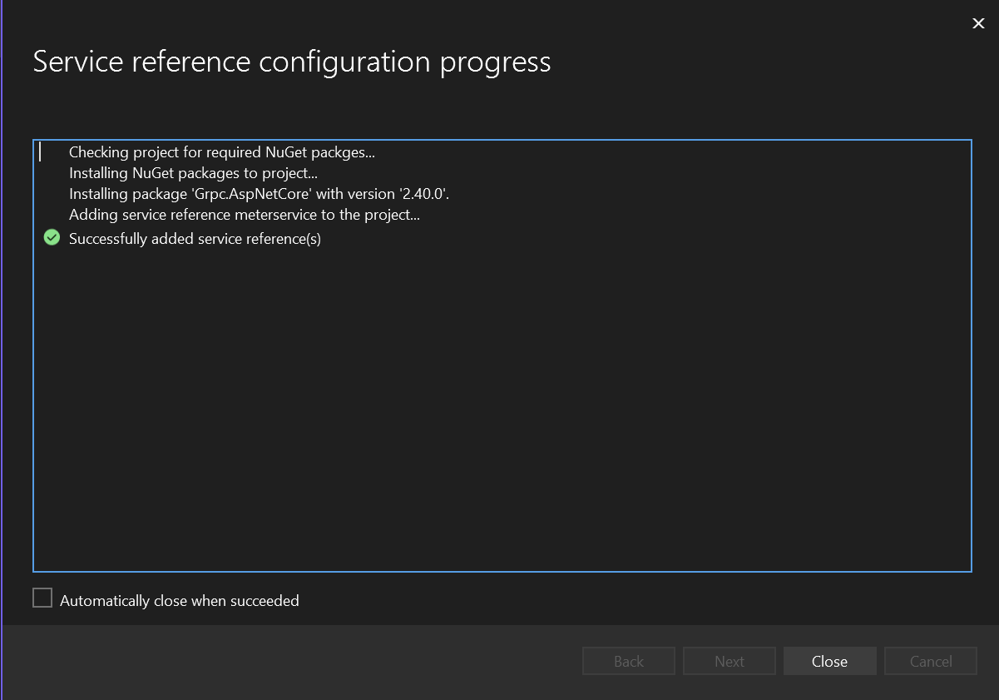 Service reference configuration progress
Checking project for required NuGet packges...
Installing NuGet packages to project...
Installing package 'Grpc.AspNetCore' with version '2.40.0'.
Adding service reference meterservice to the project...
Successfully added service reference(s)
Automatically close when succeeded
Back Next Close Cancel